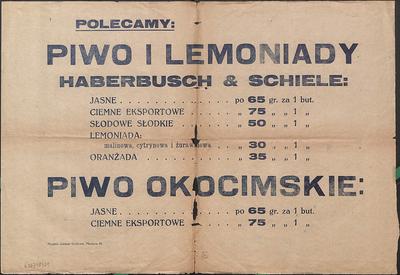 POLECAMY:
PIWO I LEMONIADY
HABERBUSCH & SCHIELE:
JASNE . . . . . . . . . . . . po 65 gr. za 1 but.
CIEMNE EKSPORTOWE . . . . . . „ 75 „ „ 1 „
SŁODOWE SŁODKIE . . . . . . . „ 50 „ „ 1 „
LEMONIADA:
malinowa, cytrynowa i żurawinowa . . . „ 30 „ „ 1 „
ORANŻADA . . . . . . . . . . „ 35 „ „ 1 „
PIWO OKOCIMSKIE:
JASNE . . . . . . . . . . . . po 65 gr. za 1 but.
CIEMNE EKSPORTOWE . . . . . . „ 75 „ „ 1 „